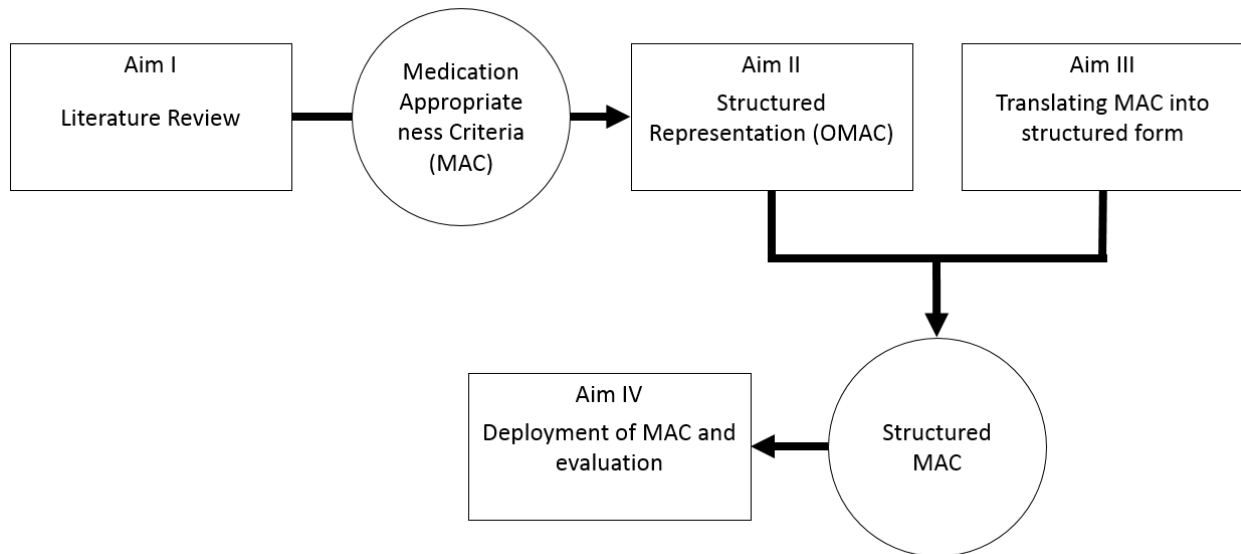 Aim I
Literature Review
Medication
Appropriate
ness Criteria
(MAC)
Aim II
Structured
Representation (OMAC)
Aim III
Translating MAC into
structured form
Aim IV
Deployment of MAC and
evaluation
Structured
MAC